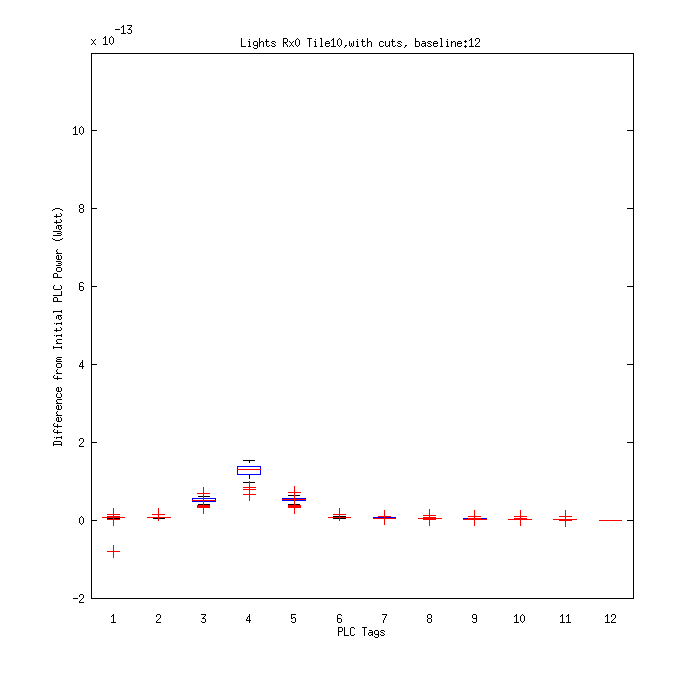 x 10-13
Lights Rx0 Tile10,with cuts, baseline:12
10
8
6
4
2
0
-2
Difference from Initial PLC Power (Watt)
1 2 3 4 5 6 7 8 9 10 11 12
PLC Tags